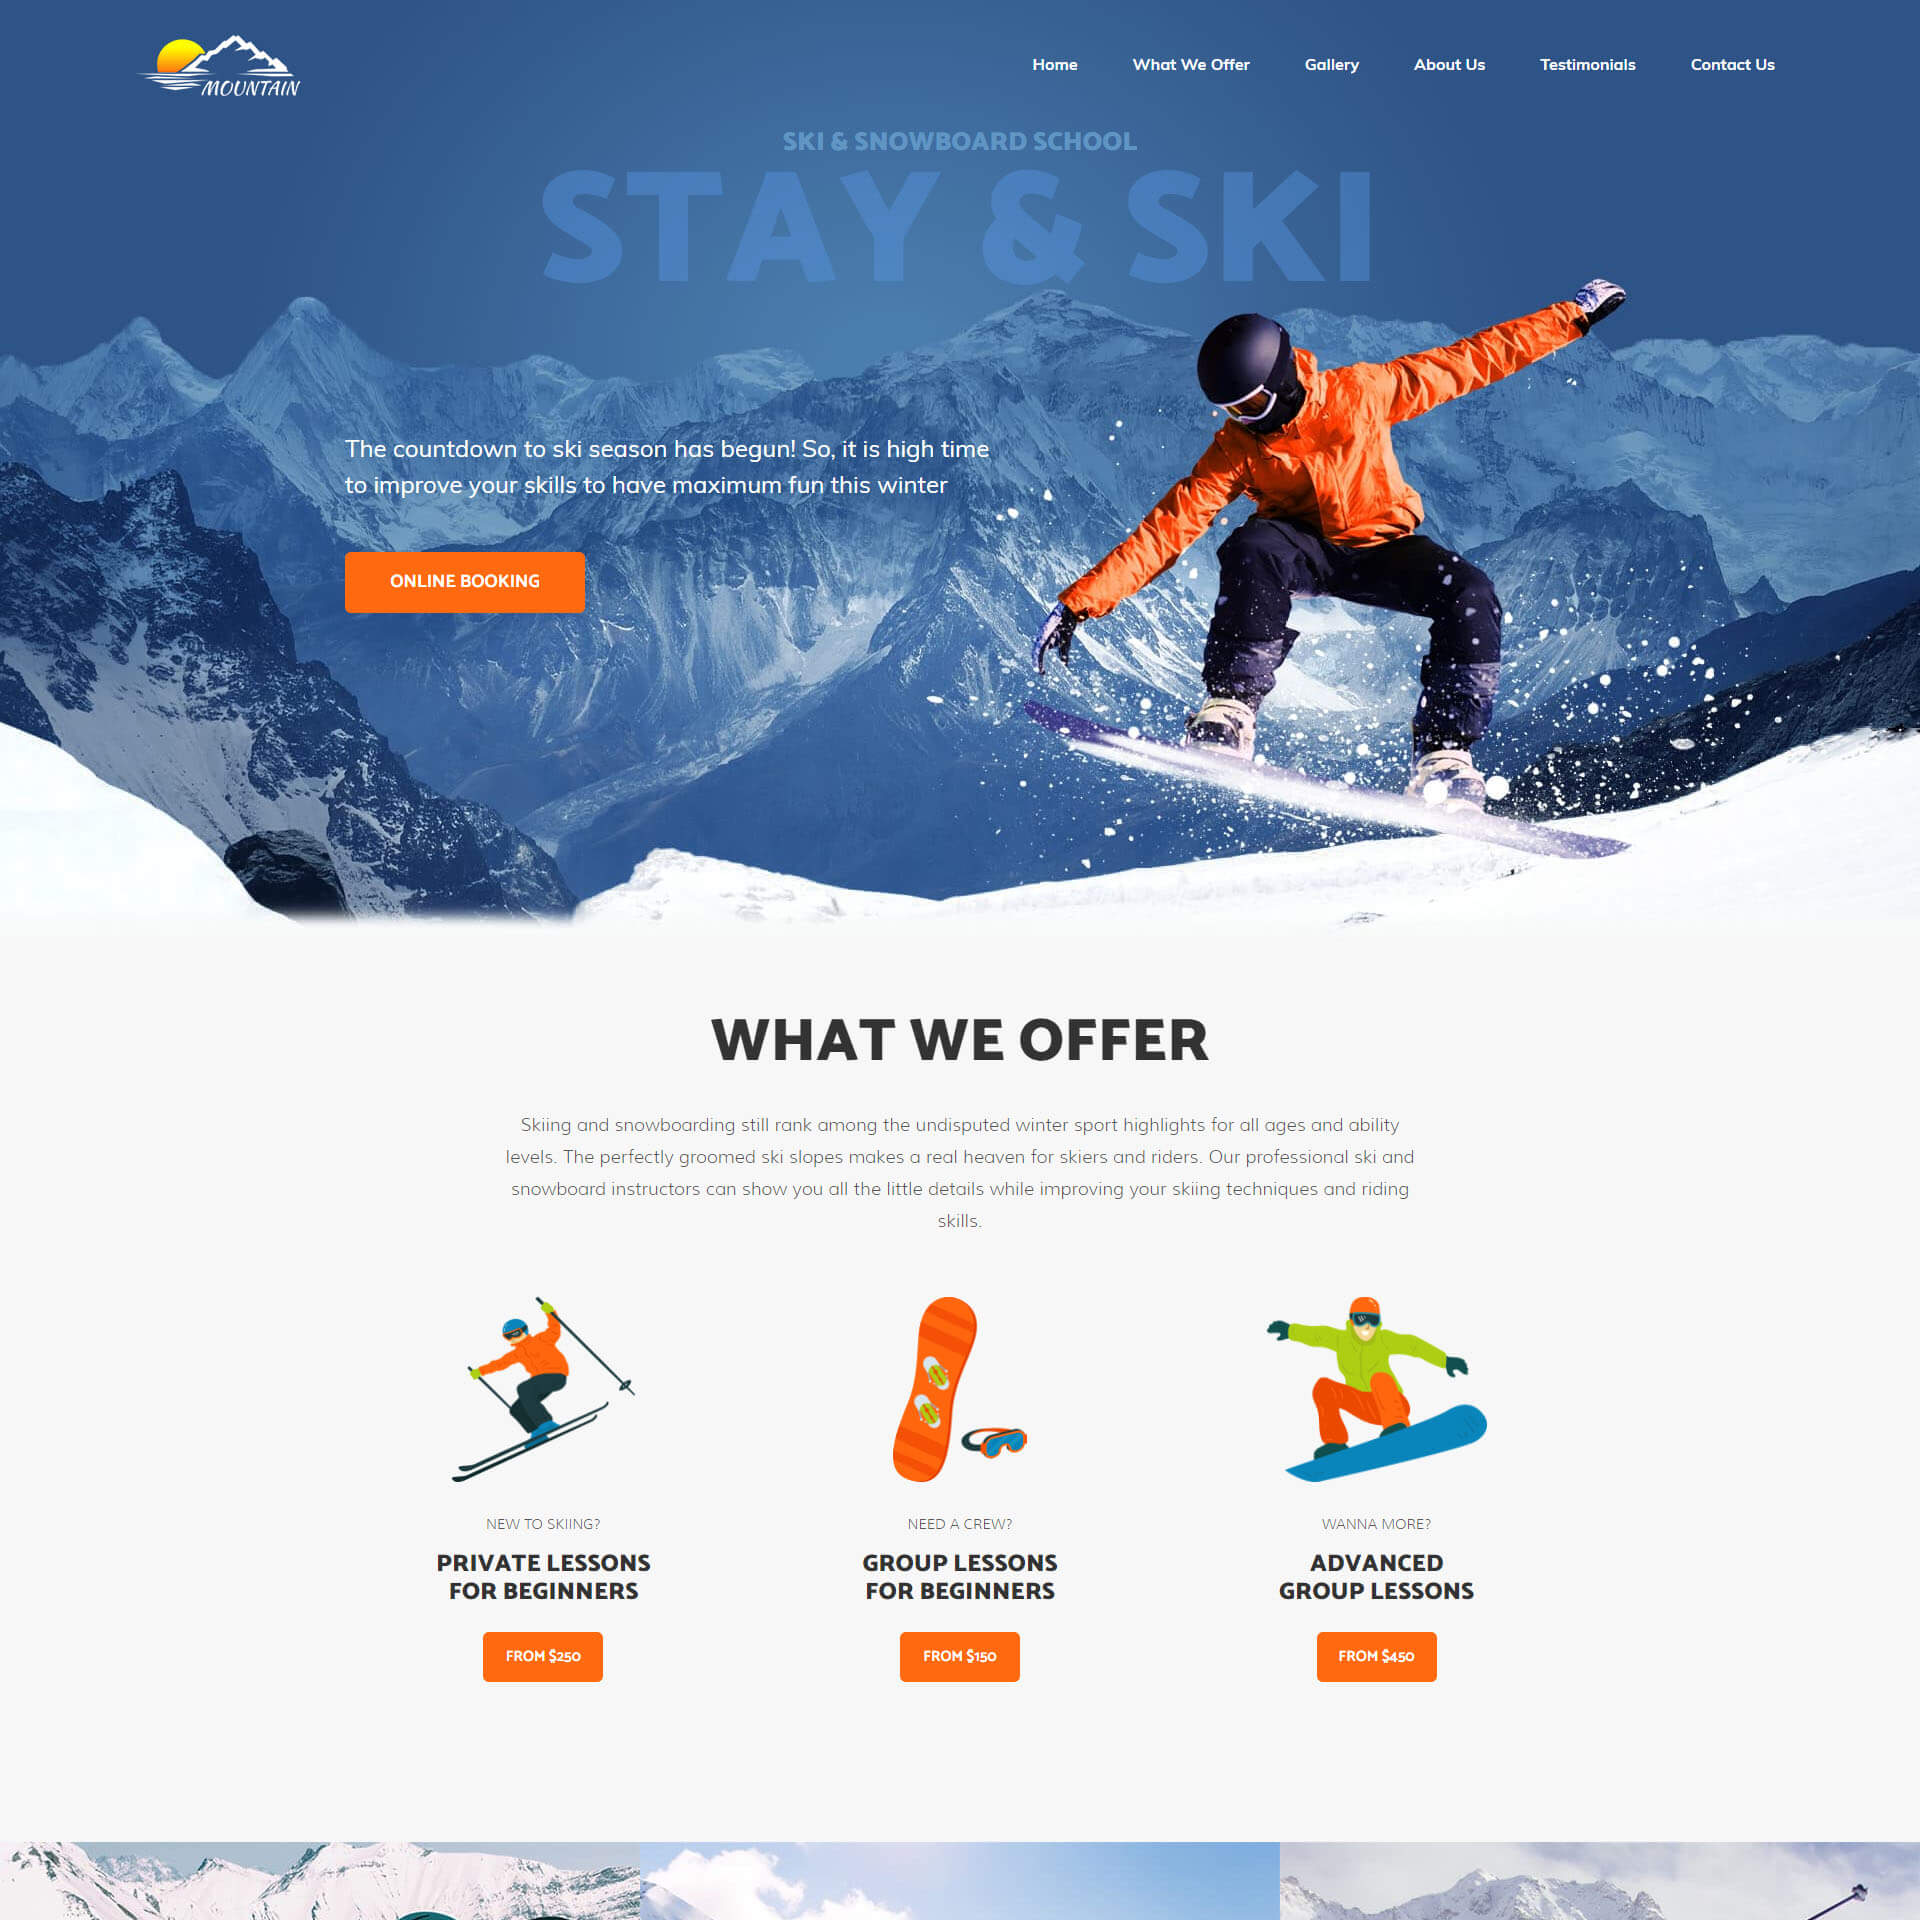 MOUNTAIN
Home What We Offer Gallery About Us Testimonials Contact Us
SKI & SNOWBOARD SCHOOL
STAY & SKI
The countdown to ski season has begun! So, it is high time
to improve your skills to have maximum fun this winter
ONLINE BOOKING
WHAT WE OFFER
Skiing and snowboarding still rank among the undisputed winter sport highlights for all ages and ability
levels. The perfectly groomed ski slopes makes a real heaven for skiers and riders. Our professional ski and
snowboard instructors can show you all the little details while improving your skiing techniques and riding
skills.
NEW TO SKIING?
PRIVATE LESSONS
FOR BEGINNERS
FROM $250
NEED A CREW?
GROUP LESSONS
FOR BEGINNERS
FROM $150
WANNA MORE?
ADVANCED
GROUP LESSONS
FROM $450